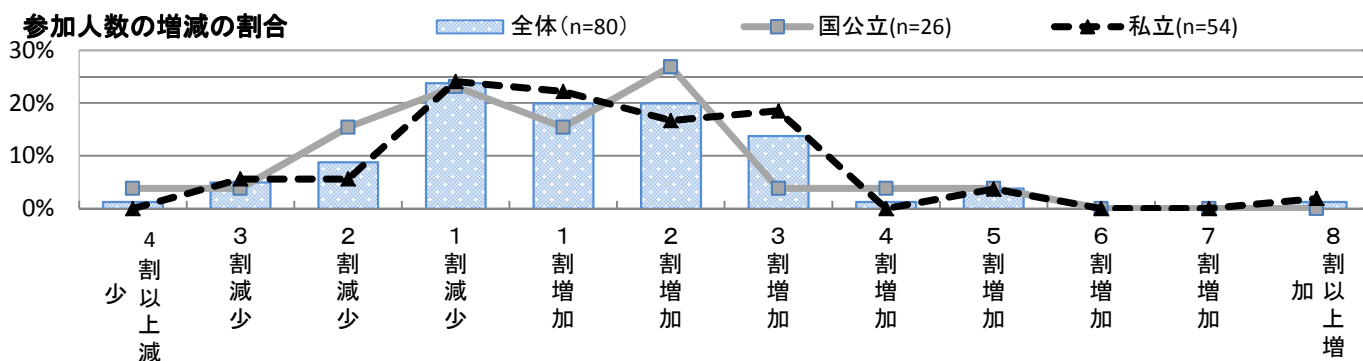 参加人数の増減の割合
全体（n=80）
国公立(n=26)
私立(n=54)
30%
20%
10%
0%
４割以上減少
３割減少
２割減少
１割減少
１割増加
２割増加
３割増加
４割増加
５割増加
６割増加
７割増加
８割以上増加